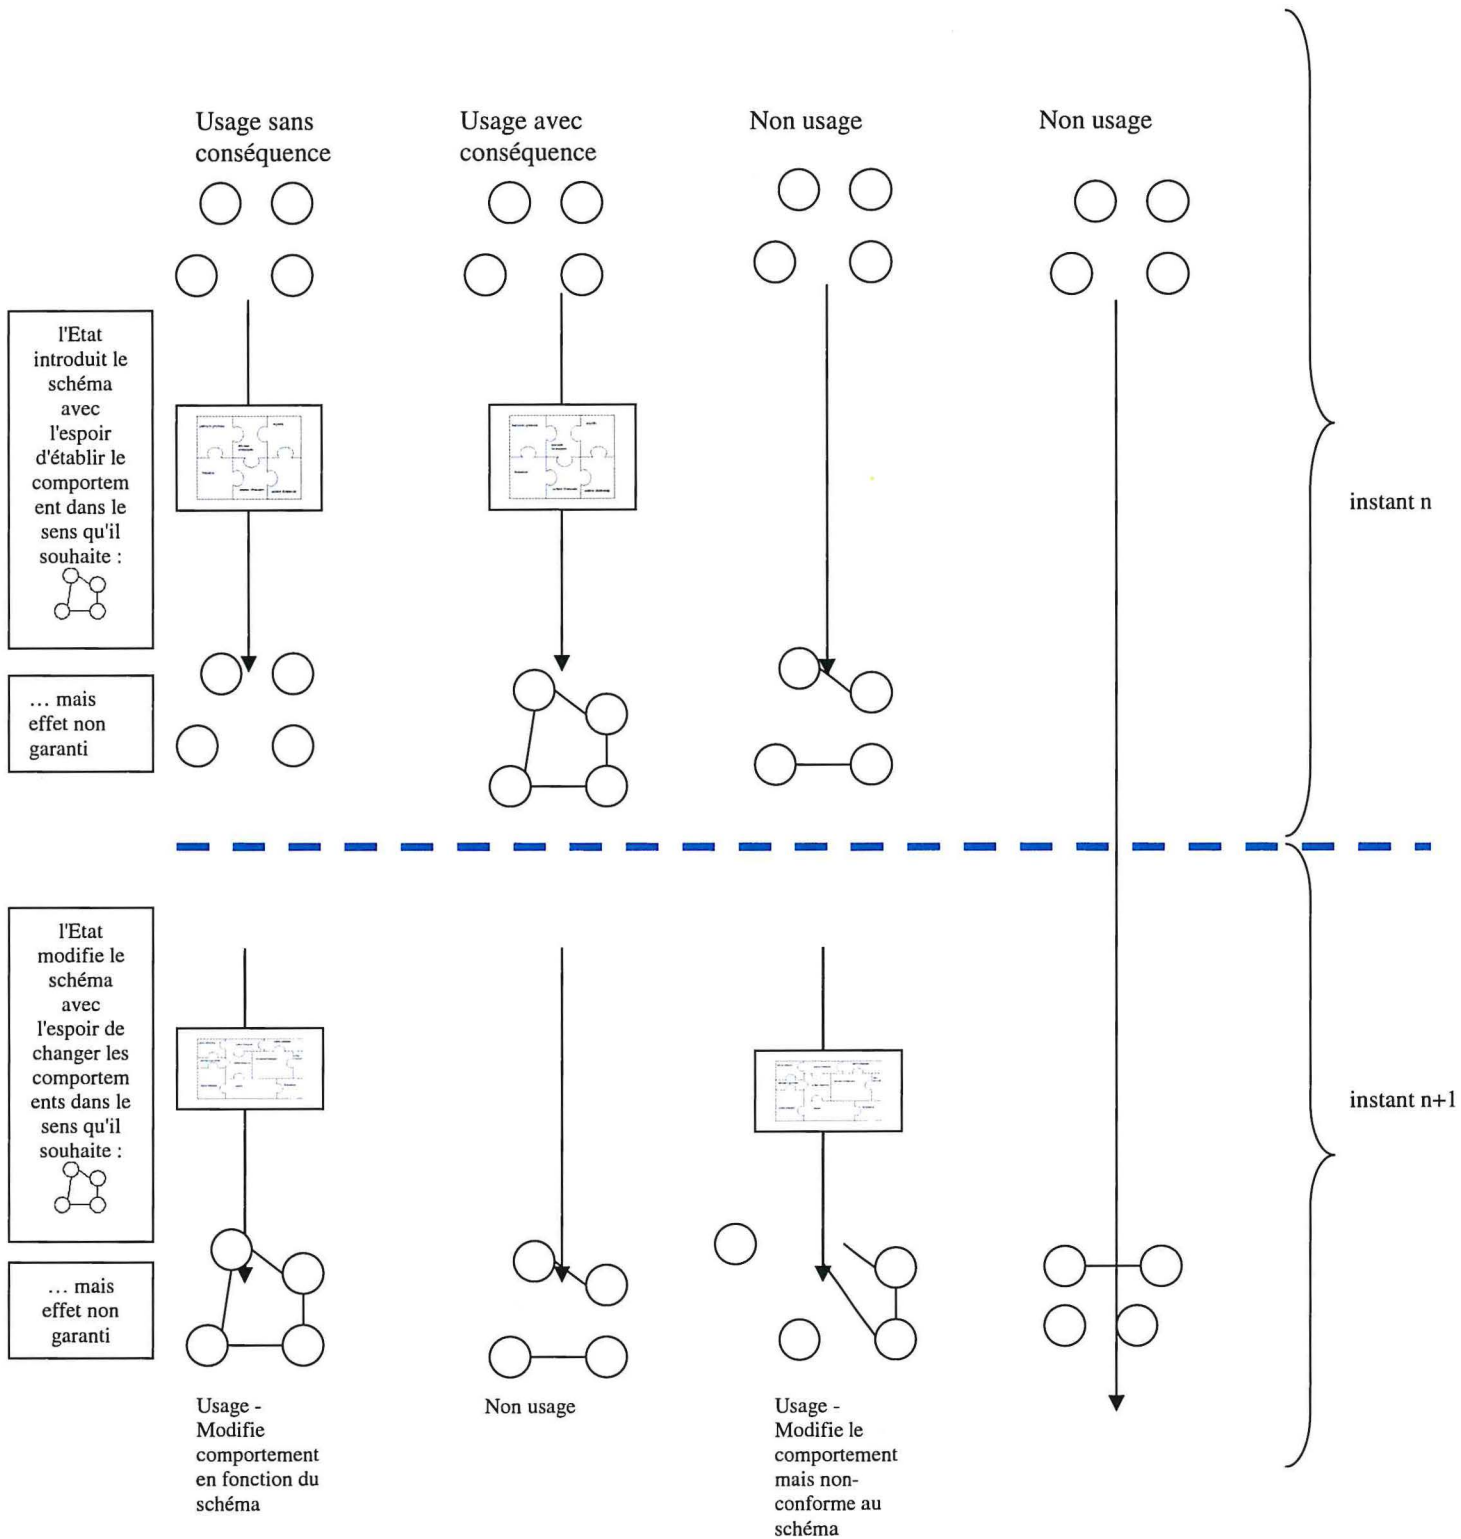 Usage sans
conséquence
Usage avec
conséquence
Non usage
Non usage
l'Etat
introduit le
schéma
avec
l'espoir
d'établir le
comportem
ent dans le
sens qu'il
souhaite :
instant n
… mais
effet non
garanti
l'Etat
modifie le
schéma
avec
l'espoir de
changer les
comportem
ents dans le
sens qu'il
souhaite :
instant n+1
… mais
effet non
garanti
Usage -
Modifie
comportement
en fonction du
schéma
Non usage
Usage -
Modifie le
comportement
mais non-
conforme au
schéma